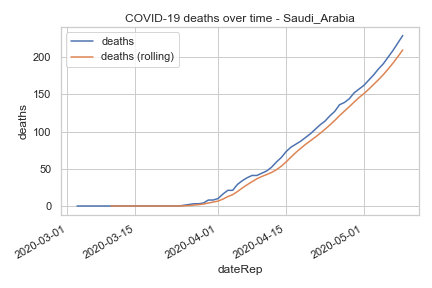 COVID-19 deaths over time - Saudi_Arabia
deaths
deaths (rolling)
200
150
100
50
0
deaths
2020-03-01
2020-03-15
2020-04-01
2020-04-15
2020-05-01
dateRep